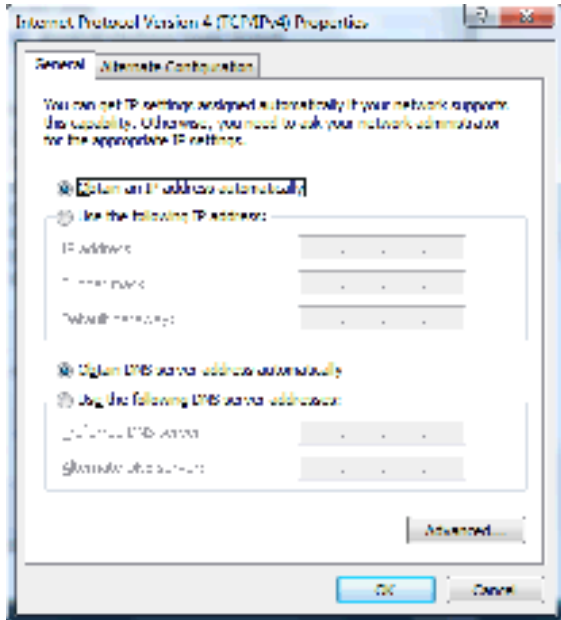 Internet Protocol Version 4 (TCP/IPv4) Properties
General
Alternate Configuration
You can get IP settings assigned automatically if your network supports
this capability. Otherwise, you need to ask your network administrator
for the appropriate IP settings.
Obtain an IP address automatically
Use the following IP address:
IP address
Subnet mask
Default gateway:
Obtain DNS server address automatically
Use the following DNS server addresses:
Preferred DNS server
Alternate DNS server:
Advanced...
OK
Cancel